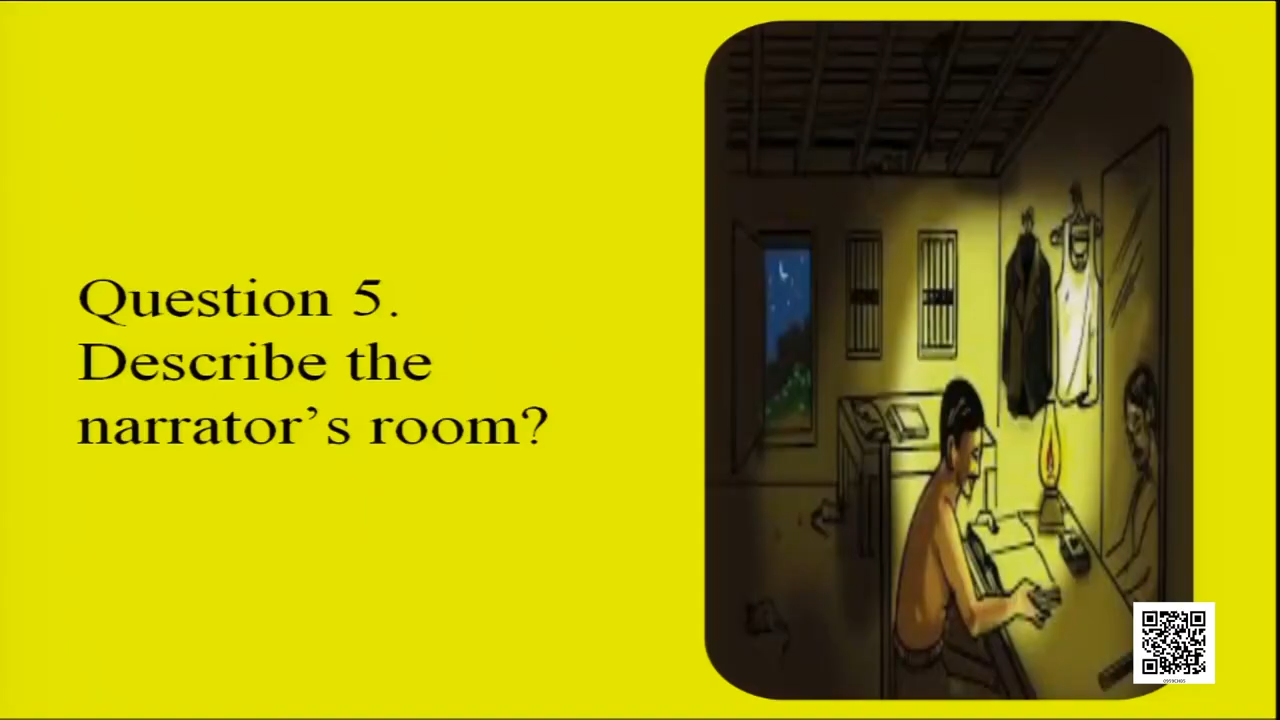 Question 5.
Describe the
narrator’s room?